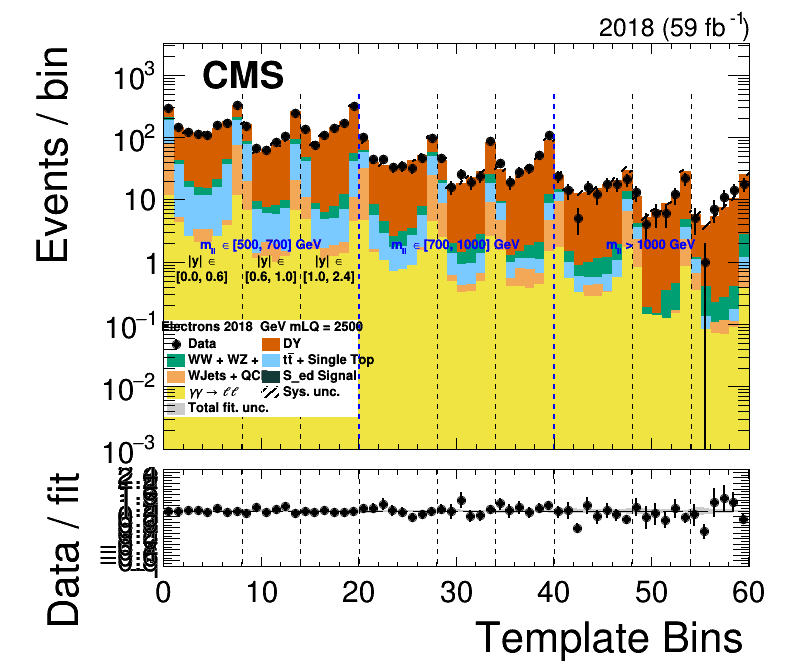 2018 (59 fb⁻¹)
CMS
Events / bin
10³
10²
10
1
10⁻¹
10⁻²
10⁻³
m_ll ∈ [500, 700] GeV
m_ll ∈ [700, 1000] GeV
m_ll > 1000 GeV
|y| ∈ |y| ∈ |y| ∈
[0.0, 0.6] [0.6, 1.0] [1.0, 2.4]
Electrons 2018 GeV mLQ = 2500
Data DY
WW + WZ + tt̄ + Single Top
WJets + QC S_ed Signal
γγ → ℓℓ Sys. unc.
Total fit. unc.
Data / fit
0 10 20 30 40 50 60
Template Bins